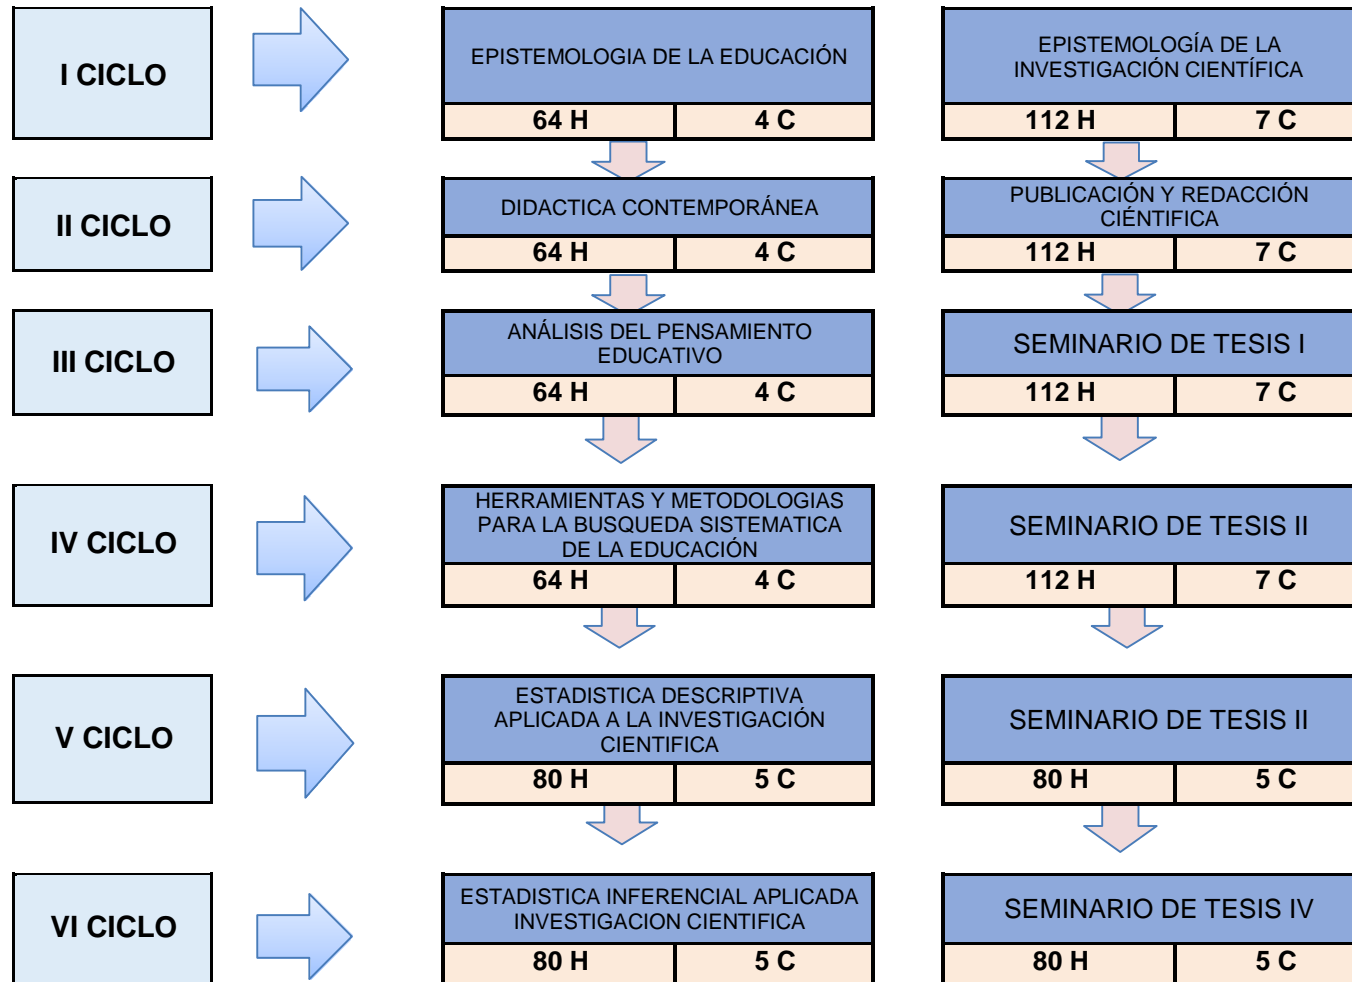 I CICLO
EPISTEMOLOGIA DE LA EDUCACIÓN
64 H
4 C
EPISTEMOLOGÍA DE LA
INVESTIGACIÓN CIENTÍFICA
112 H
7 C
II CICLO
DIDACTICA CONTEMPORÁNEA
64 H
4 C
PUBLICACIÓN Y REDACCIÓN
CIÉNTIFICA
112 H
7 C
III CICLO
ANÁLISIS DEL PENSAMIENTO
EDUCATIVO
64 H
4 C
SEMINARIO DE TESIS I
112 H
7 C
IV CICLO
HERRAMIENTAS Y METODOLOGIAS
PARA LA BUSQUEDA SISTEMATICA
DE LA EDUCACIÓN
64 H
4 C
SEMINARIO DE TESIS II
112 H
7 C
V CICLO
ESTADISTICA DESCRIPTIVA
APLICADA A LA INVESTIGACIÓN
CIENTIFICA
80 H
5 C
SEMINARIO DE TESIS II
80 H
5 C
VI CICLO
ESTADISTICA INFERENCIAL APLICADA
INVESTIGACION CIENTIFICA
80 H
5 C
SEMINARIO DE TESIS IV
80 H
5 C